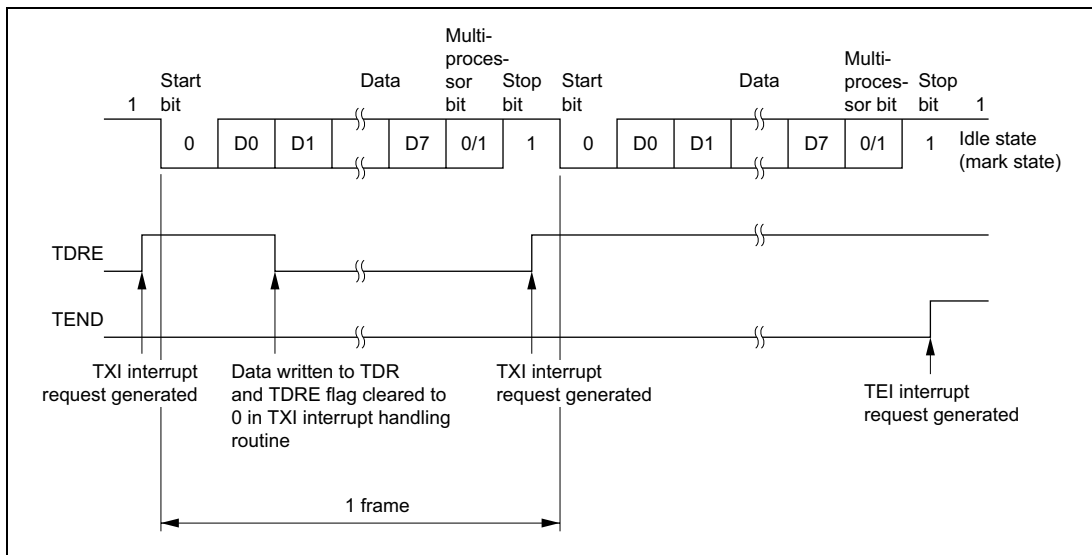 Multi-
proces-
sor
bit
Start
bit
Data
Stop
bit
1
Start
bit
Data
Multi-
proces-
sor bit
Stop
bit
1
0 D0 D1 D7 0/1 1 0 D0 D1 D7 0/1 1
Idle state
(mark state)
TDRE
TEND
TXI interrupt
request generated
Data written to TDR
and TDRE flag cleared to
0 in TXI interrupt handling
routine
TXI interrupt
request generated
TEI interrupt
request generated
1 frame